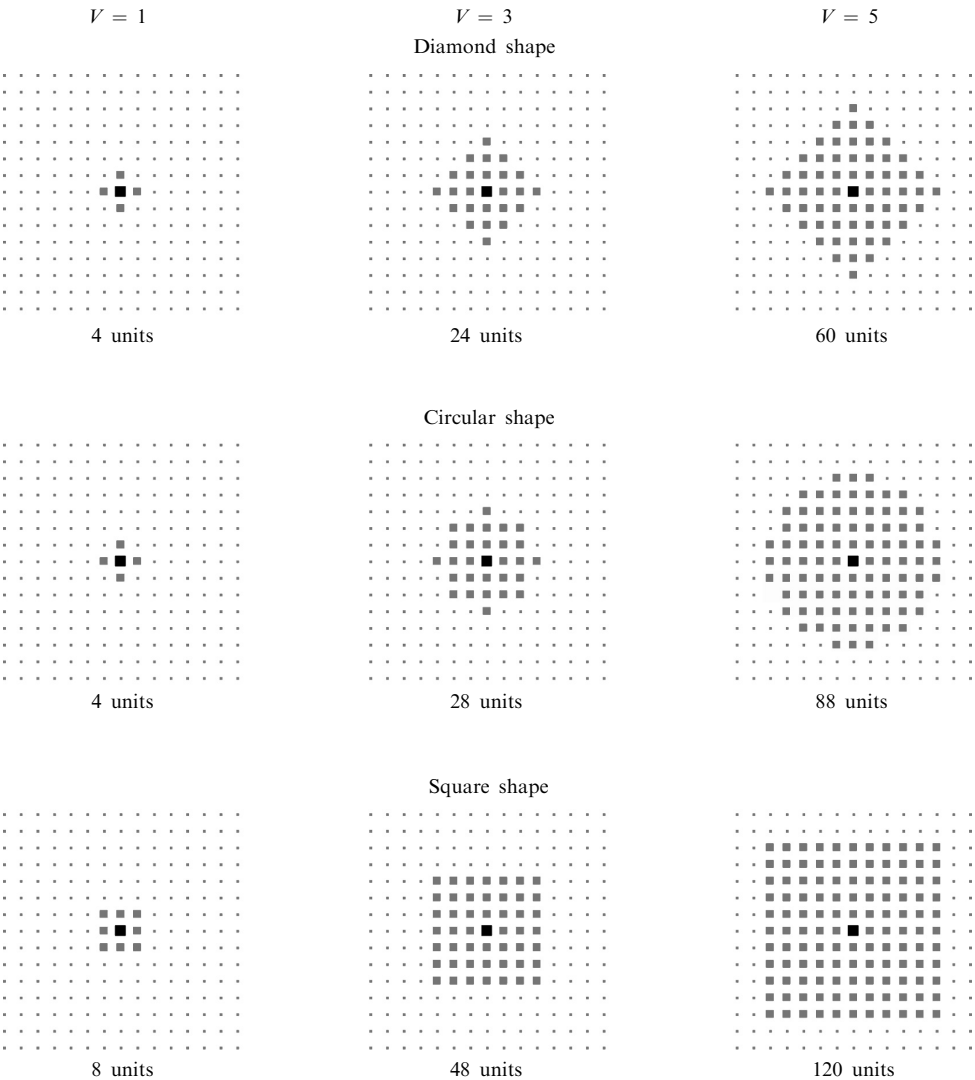 V = 1 V = 3 V = 5
Diamond shape
4 units 24 units 60 units
Circular shape
4 units 28 units 88 units
Square shape
8 units 48 units 120 units